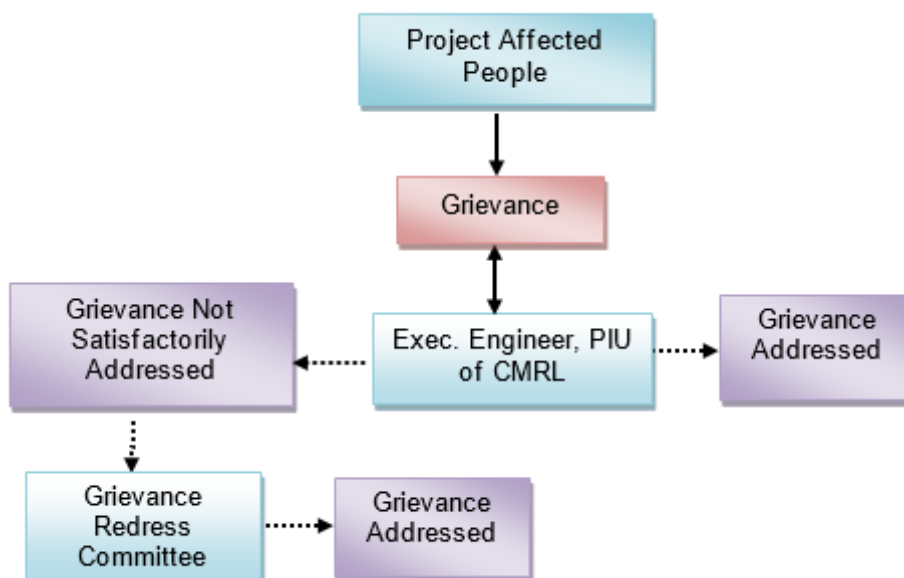 Project Affected
People
Grievance
Grievance Not
Satisfactorily
Addressed
Exec. Engineer, PIU
of CMRL
Grievance
Addressed
Grievance
Redress
Committee
Grievance
Addressed